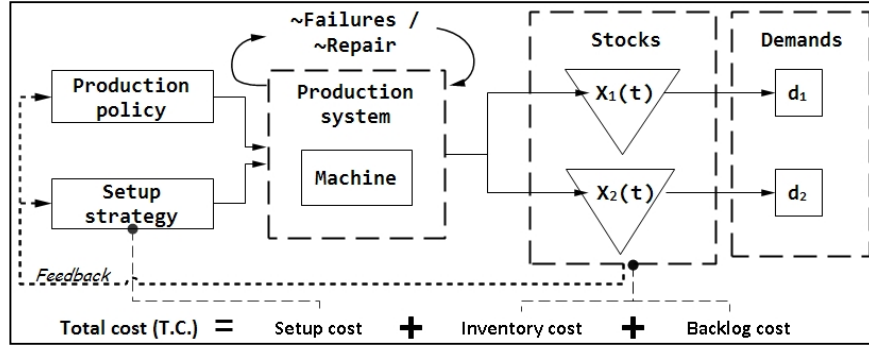 ~Failures /
~Repair
Stocks
Demands
Production
policy
Production
system
X1(t)
d1
Machine
Setup
strategy
X2(t)
d2
Feedback
Total cost (T.C.) = Setup cost + Inventory cost + Backlog cost